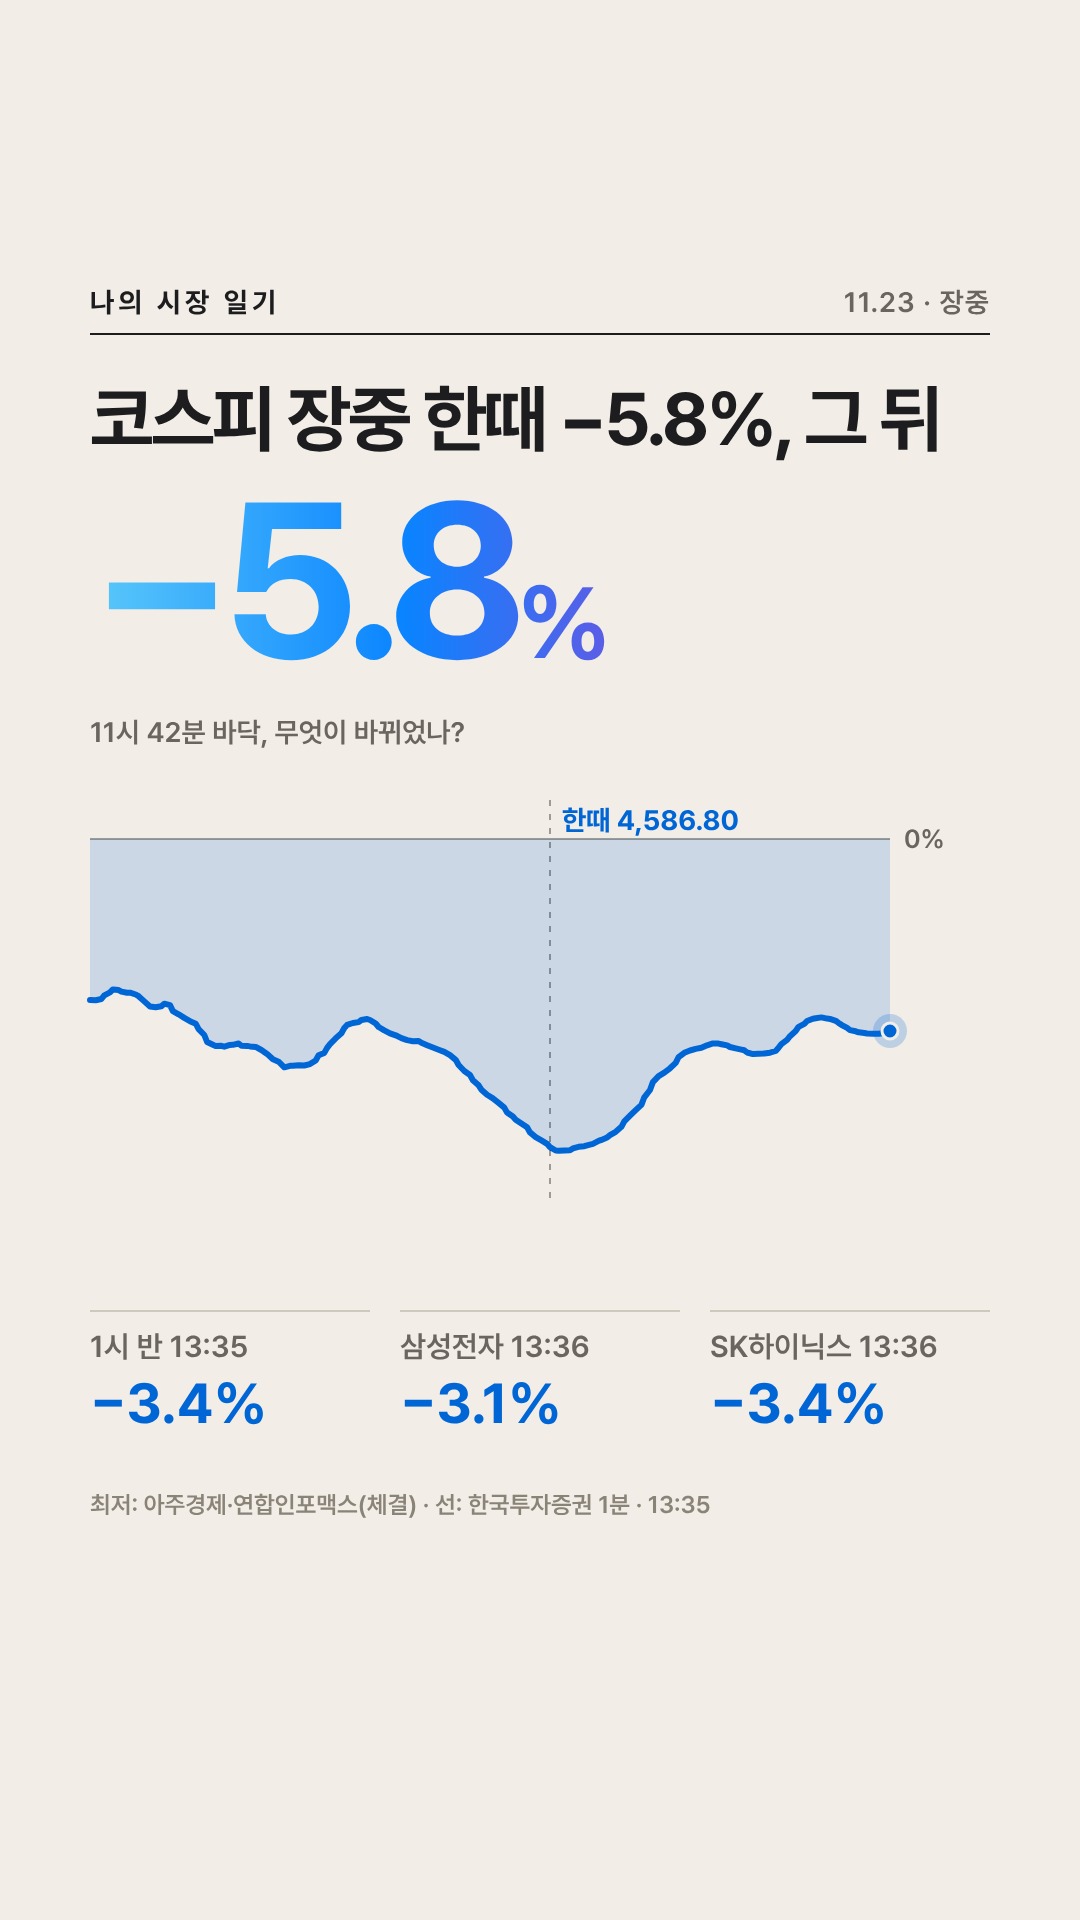 나의 시장 일기
11.23 · 장중
코스피 장중 한때 −5.8%, 그 뒤
−5.8%
11시 42분 바닥, 무엇이 바뀌었나?
한때 4,586.80
0%
1시 반 13:35
−3.4%
삼성전자 13:36
−3.1%
SK하이닉스 13:36
−3.4%
최저: 아주경제·연합인포맥스(체결) · 선: 한국투자증권 1분 · 13:35